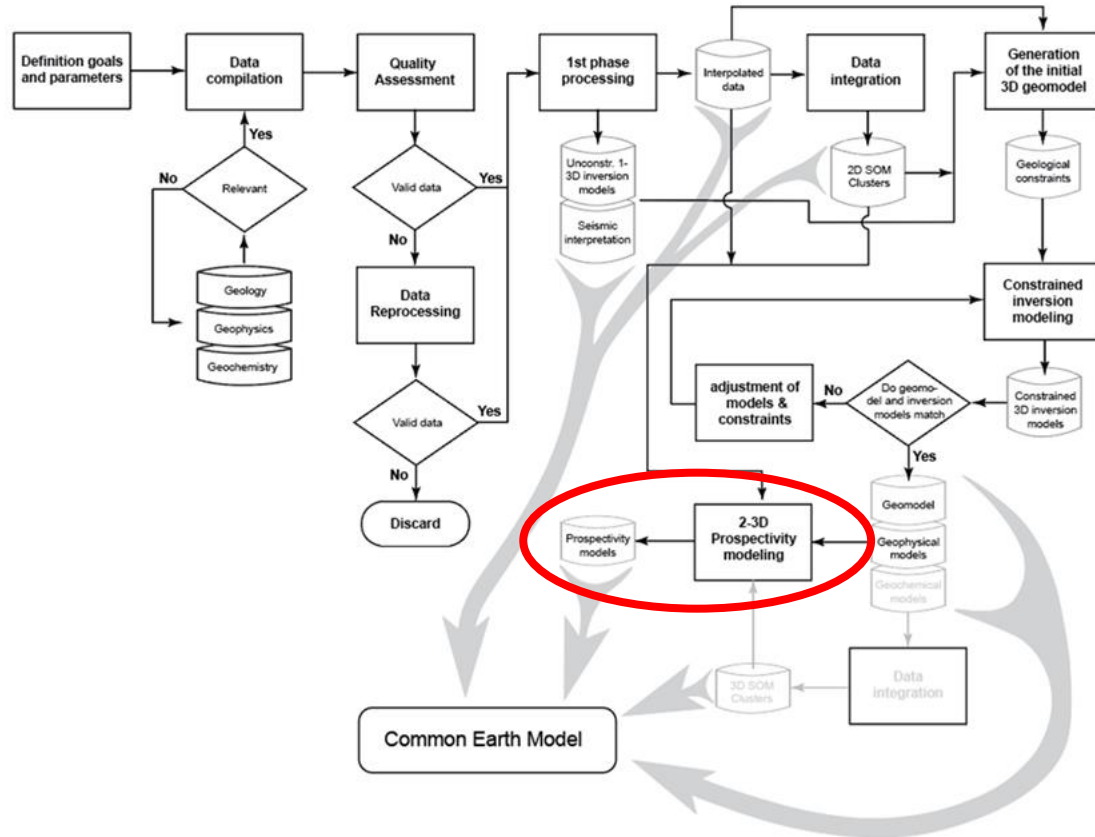 Definition goals
and parameters
Data
compilation
Quality
Assessment
1st phase
processing
Interpolated
data
Data
integration
Generation
of the initial
3D geomodel
Yes
No
Relevant
Valid data
Yes
Unconstr. 1-
3D inversion
models
Seismic
interpretation
2D SOM
Clusters
Geological
constraints
No
Geology
Geophysics
Geochemistry
Data
Reprocessing
Constrained
inversion
modeling
Valid data
Yes
adjustment of
models &
constraints
No
Do geomo-
del and inversion
models match
Constrained
3D inversion
models
Yes
No
Discard
Prospectivity
models
2-3D
Prospectivity
modeling
Geomodel
Geophysical
models
Geochemical
models
3D SOM
Clusters
Data
integration
Common Earth Model